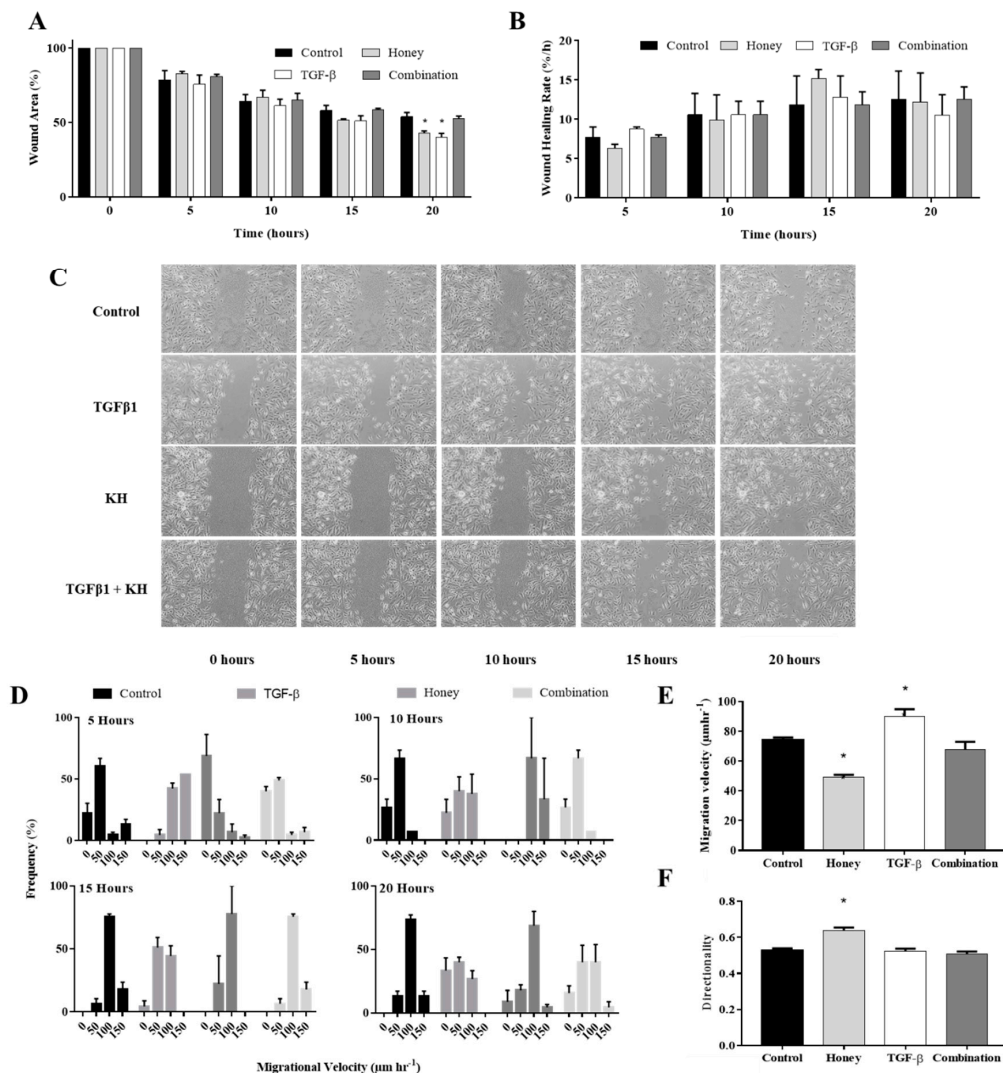 A
Control
Honey
TGF-β
Combination
Wound Area (%)
100
50
0
0 5 10 15 20
* *
Time (hours)
B
Control Honey TGF-β Combination
Wound Healing Rate (%/h)
20
15
10
5
0
5 10 15 20
Time (hours)
C
Control
TGFβ1
KH
TGFβ1 + KH
0 hours 5 hours 10 hours 15 hours 20 hours
D
Control TGF-β Honey Combination
5 Hours
100
50
0
0 50 100 150 0 50 100 150 0 50 100 150 0 50 100 150
10 Hours
100
50
0
0 50 100 150 0 50 100 150 0 50 100 150 0 50 100 150
Frequency (%)
15 Hours
100
50
0
0 50 100 150 0 50 100 150 0 50 100 150 0 50 100 150
20 Hours
100
50
0
0 50 100 150 0 50 100 150 0 50 100 150 0 50 100 150
Migrational Velocity (µm hr⁻¹)
E
Migration velocity (µmhr⁻¹)
100
80
60
40
20
0
* *
Control Honey TGF-β Combination
F
Directionality
0.8
0.6
0.4
0.2
0.0
*
Control Honey TGF-β Combination